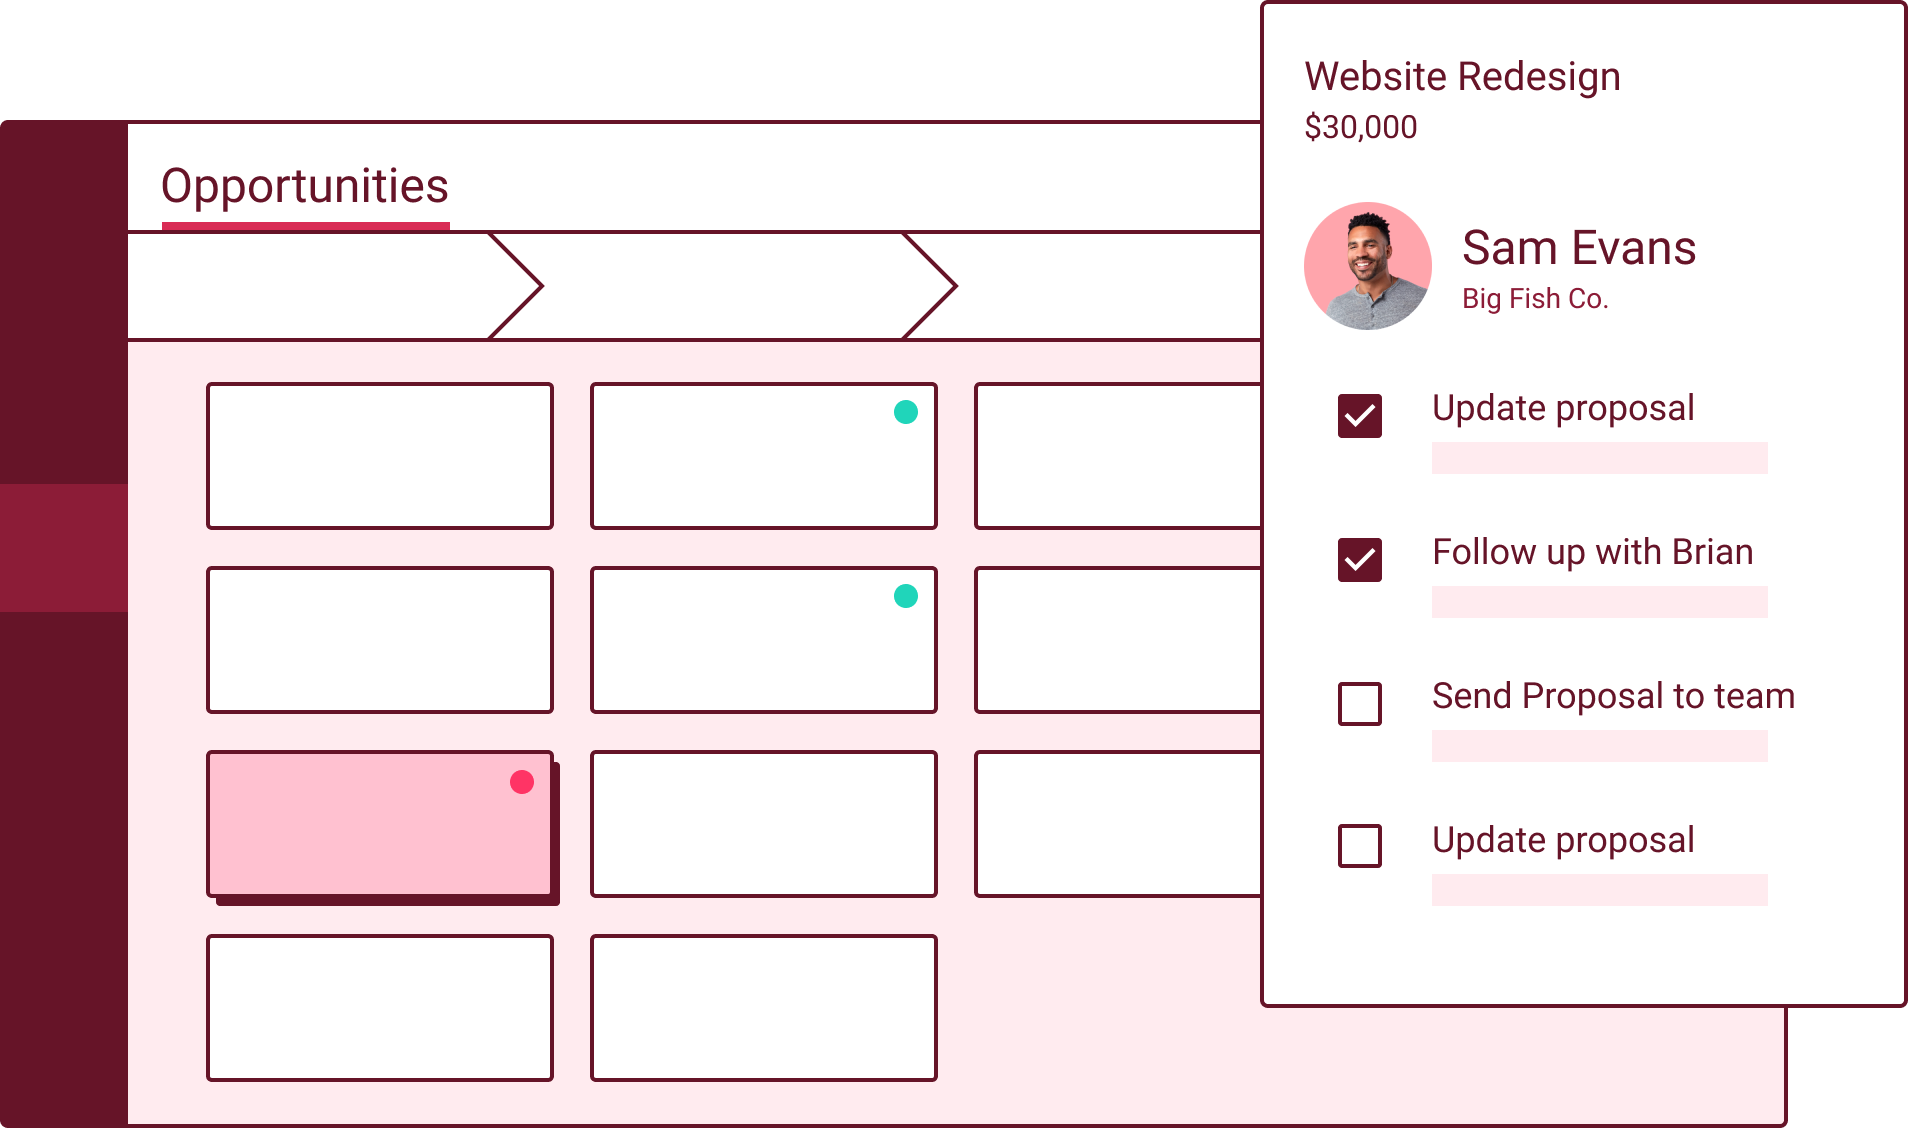 Opportunities
Website Redesign
$30,000
Sam Evans
Big Fish Co.
Update proposal
Follow up with Brian
Send Proposal to team
Update proposal